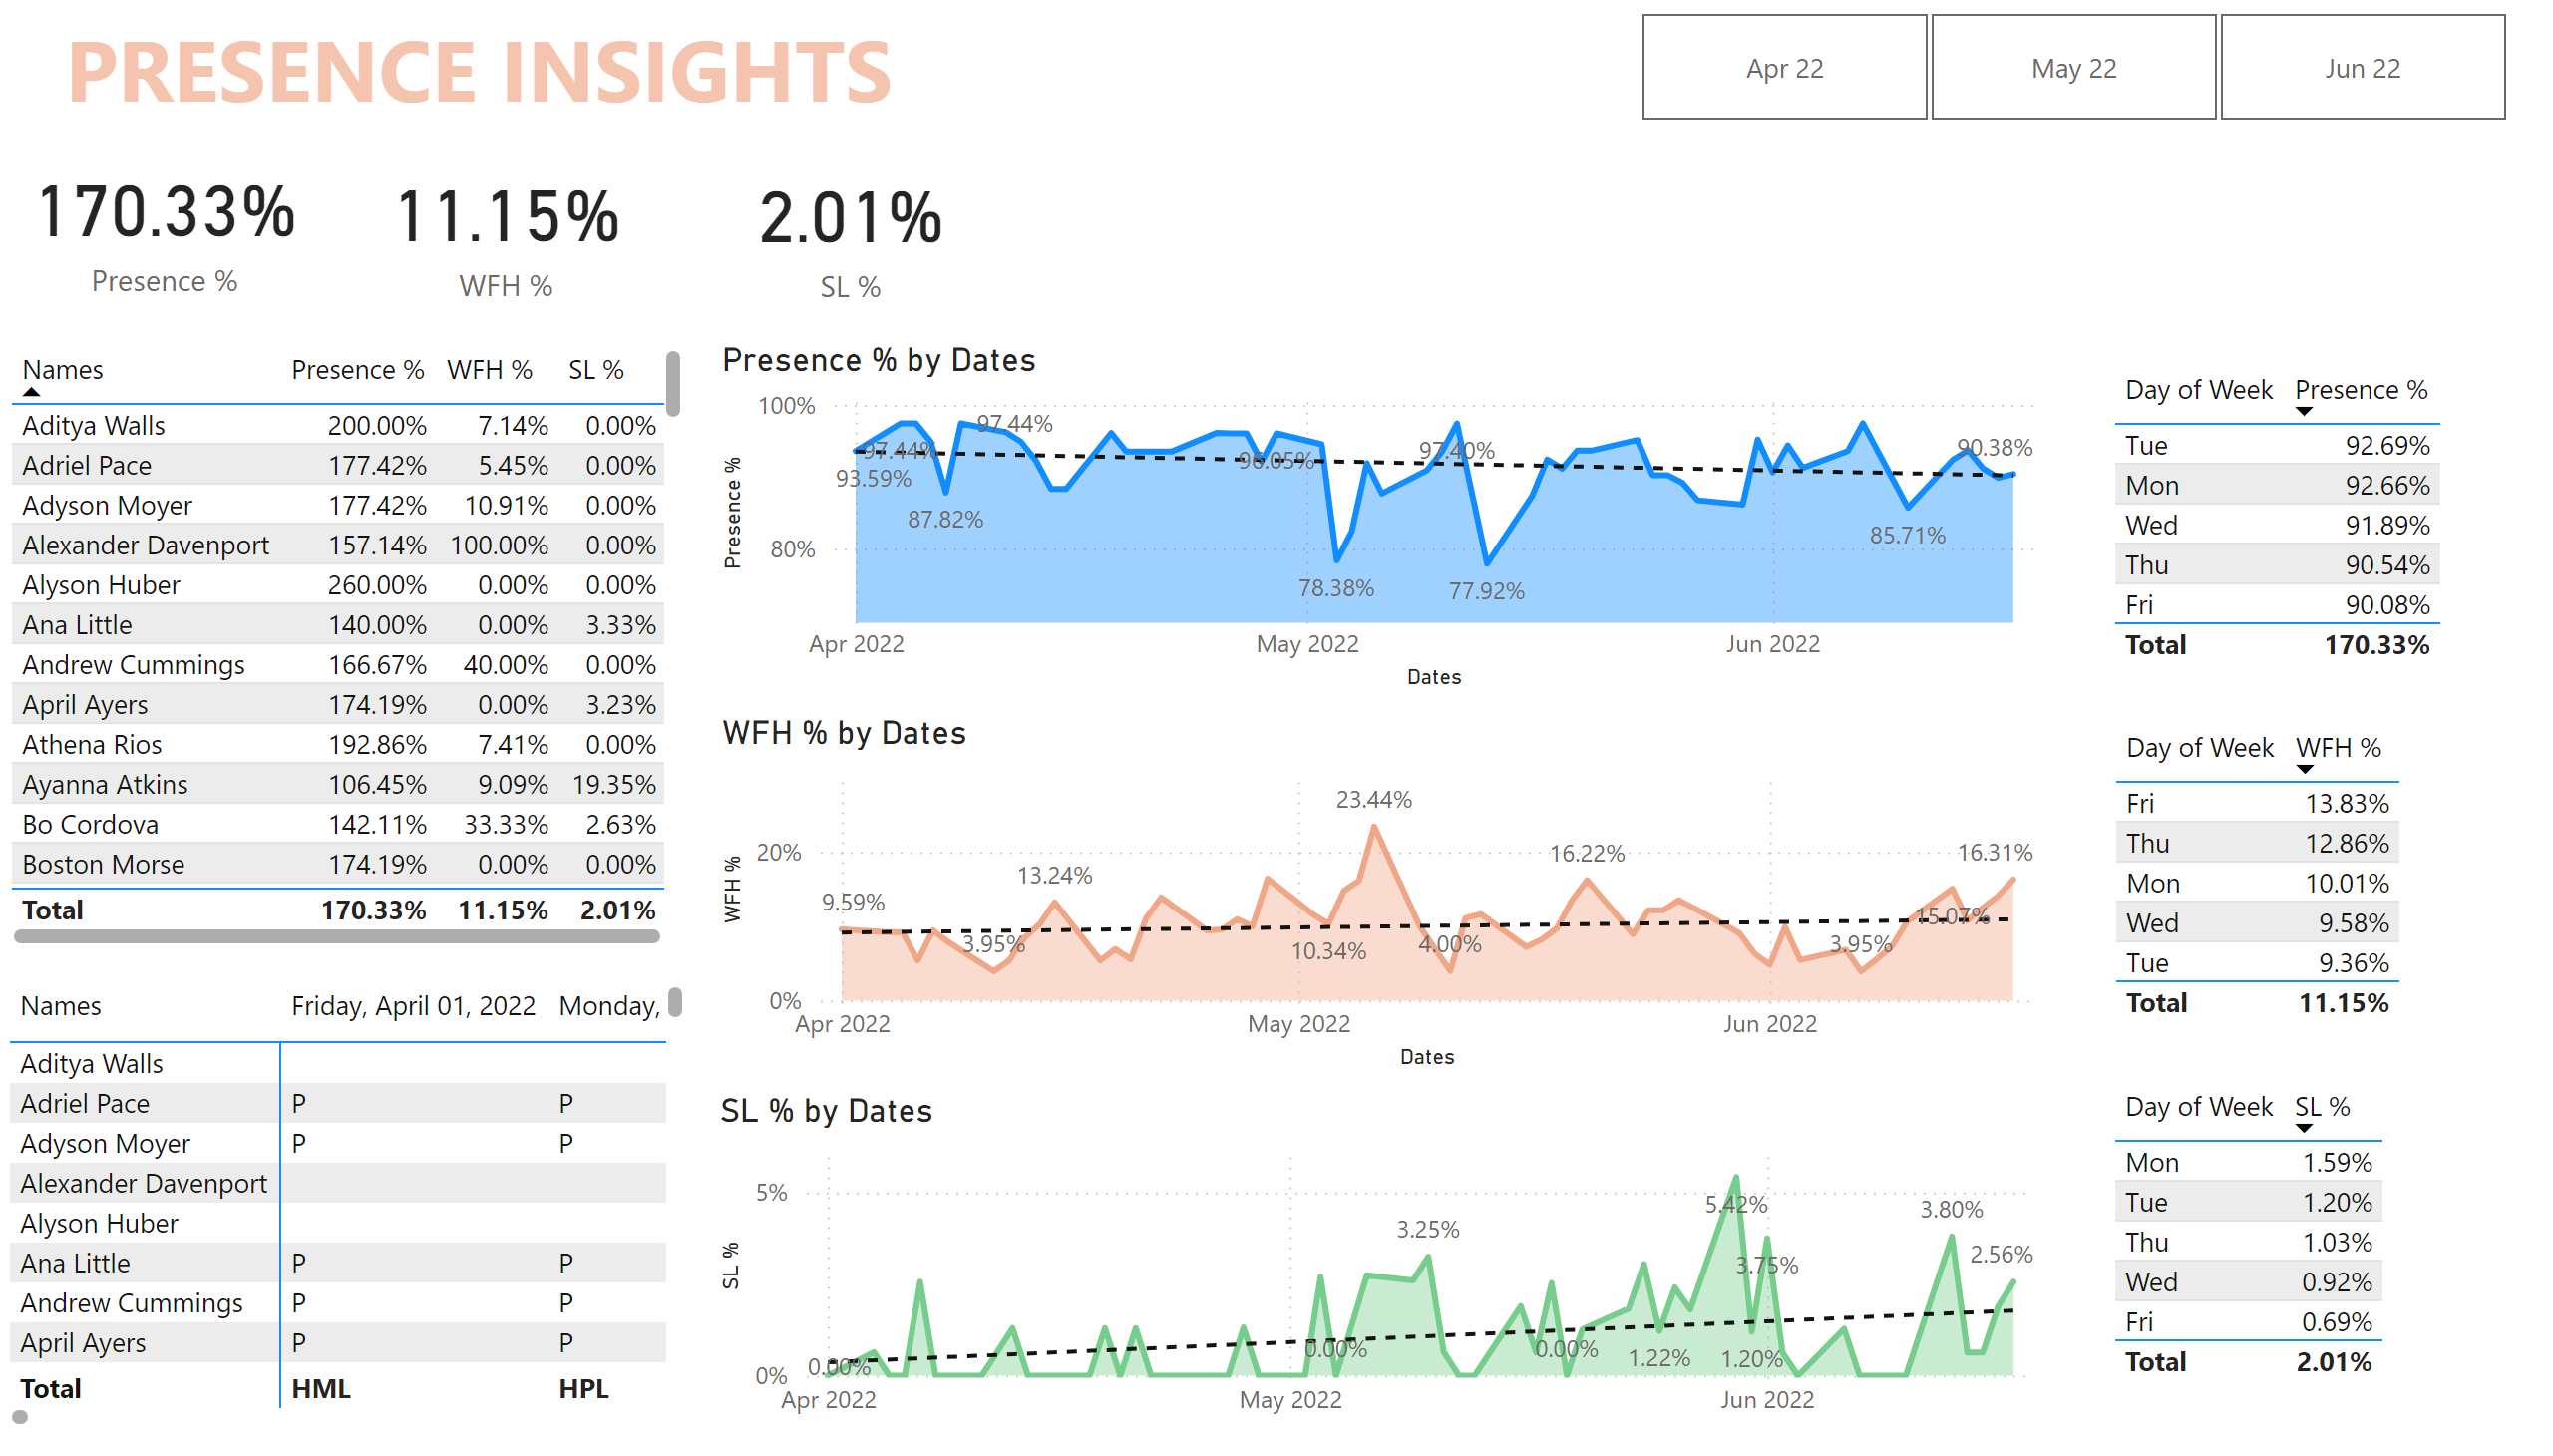 PRESENCE INSIGHTS
Apr 22 May 22 Jun 22
170.33% 11.15% 2.01%
Presence % WFH % SL %
Names Presence % WFH % SL %
Aditya Walls 200.00% 7.14% 0.00%
Adriel Pace 177.42% 5.45% 0.00%
Adyson Moyer 177.42% 10.91% 0.00%
Alexander Davenport 157.14% 100.00% 0.00%
Alyson Huber 260.00% 0.00% 0.00%
Ana Little 140.00% 0.00% 3.33%
Andrew Cummings 166.67% 40.00% 0.00%
April Ayers 174.19% 0.00% 3.23%
Athena Rios 192.86% 7.41% 0.00%
Ayanna Atkins 106.45% 9.09% 19.35%
Bo Cordova 142.11% 33.33% 2.63%
Boston Morse 174.19% 0.00% 0.00%
Total 170.33% 11.15% 2.01%
Names Friday, April 01, 2022 Monday,
Aditya Walls
Adriel Pace P P
Adyson Moyer P P
Alexander Davenport
Alyson Huber
Ana Little P P
Andrew Cummings P P
April Ayers P P
Total HML HPL
Presence % by Dates
Presence %
100%
80%
97.44%
97.44%
93.59%
87.82%
96.05%
78.38%
97.40%
77.92%
85.71%
90.38%
Apr 2022 May 2022 Jun 2022
Dates
WFH % by Dates
WFH %
20%
0%
9.59%
3.95%
13.24%
10.34%
23.44%
4.00%
16.22%
3.95%
15.07%
16.31%
Apr 2022 May 2022 Jun 2022
Dates
SL % by Dates
SL %
5%
0%
0.00%
0.00%
3.25%
0.00%
1.22%
5.42%
1.20%
3.75%
3.80%
2.56%
Apr 2022 May 2022 Jun 2022
Day of Week Presence %
Tue 92.69%
Mon 92.66%
Wed 91.89%
Thu 90.54%
Fri 90.08%
Total 170.33%
Day of Week WFH %
Fri 13.83%
Thu 12.86%
Mon 10.01%
Wed 9.58%
Tue 9.36%
Total 11.15%
Day of Week SL %
Mon 1.59%
Tue 1.20%
Thu 1.03%
Wed 0.92%
Fri 0.69%
Total 2.01%